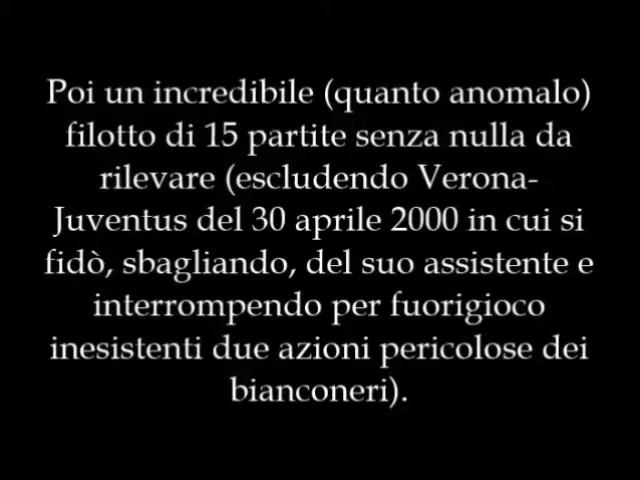 Poi un incredibile (quanto anomalo)
filotto di 15 partite senza nulla da
rilevare (escludendo Verona-
Juventus del 30 aprile 2000 in cui si
fidò, sbagliando, del suo assistente e
interrompendo per fuorigioco
inesistenti due azioni pericolose dei
bianconeri).